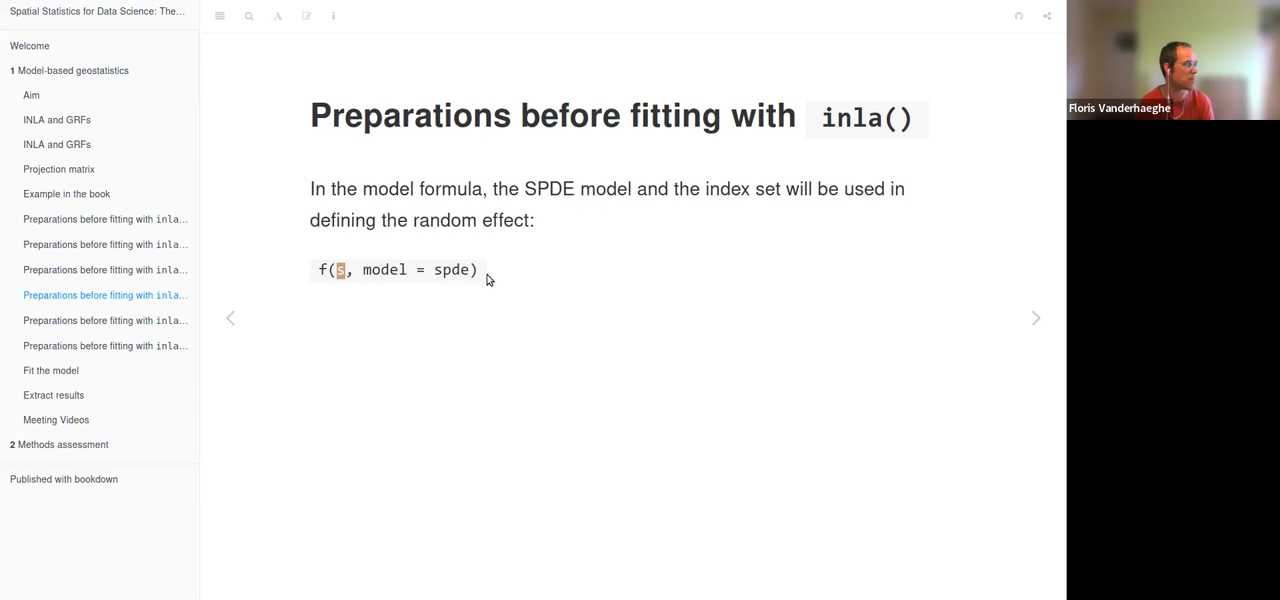 Spatial Statistics for Data Science: The...
Welcome
1 Model-based geostatistics
Aim
INLA and GRFs
INLA and GRFs
Projection matrix
Example in the book
Preparations before fitting with inla...
Preparations before fitting with inla...
Preparations before fitting with inla...
Preparations before fitting with inla...
Preparations before fitting with inla...
Preparations before fitting with inla...
Fit the model
Extract results
Meeting Videos
2 Methods assessment
Published with bookdown
Preparations before fitting with inla()
In the model formula, the SPDE model and the index set will be used in
defining the random effect:
f(s, model = spde)
Floris Vanderhaeghe